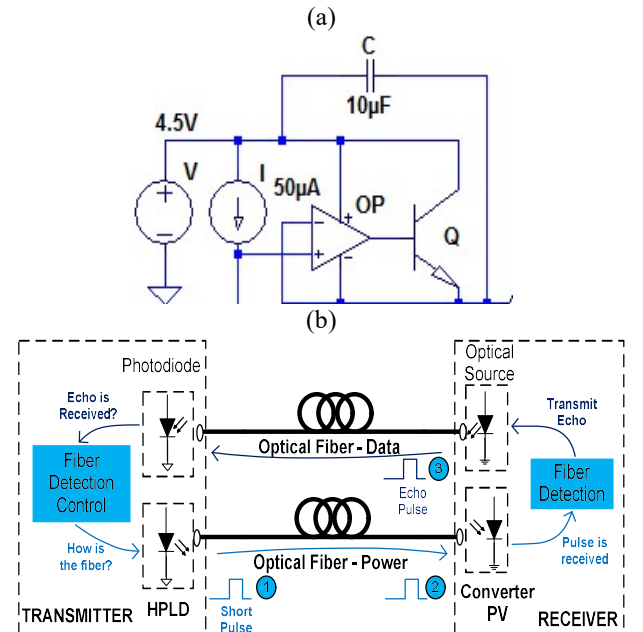 (a)
C
10µF
4.5V
V
I
50µA
OP
Q
(b)
Photodiode
Optical
Source
Echo is
Received?
Transmit
Echo
Optical Fiber - Data
Fiber
Detection
Control
3
Fiber
Detection
Echo
Pulse
How is
the fiber?
Optical Fiber - Power
Pulse is
received
1
2
Converter
PV
TRANSMITTER
HPLD
Short
Pulse
RECEIVER